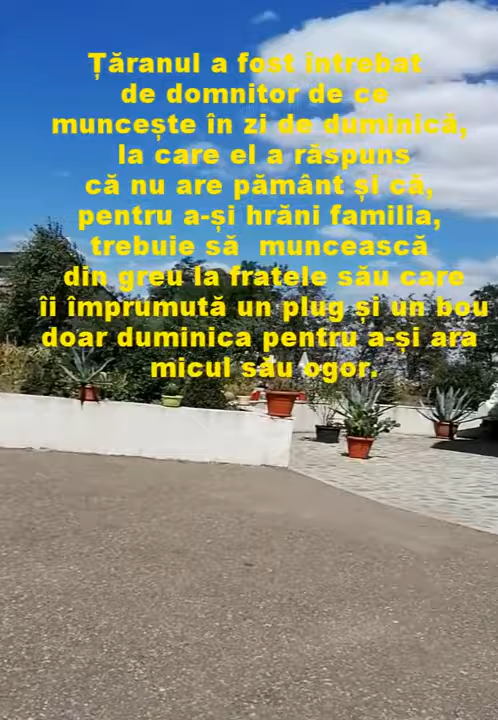 Țăranul a fost întrebat
de domnitor de ce
muncește în zi de duminică,
la care el a răspuns
că nu are pământ și că,
pentru a-și hrăni familia,
trebuie să muncească
din greu la fratele său care
îi împrumută un plug și un bou
doar duminica pentru a-și ara
micul său ogor.